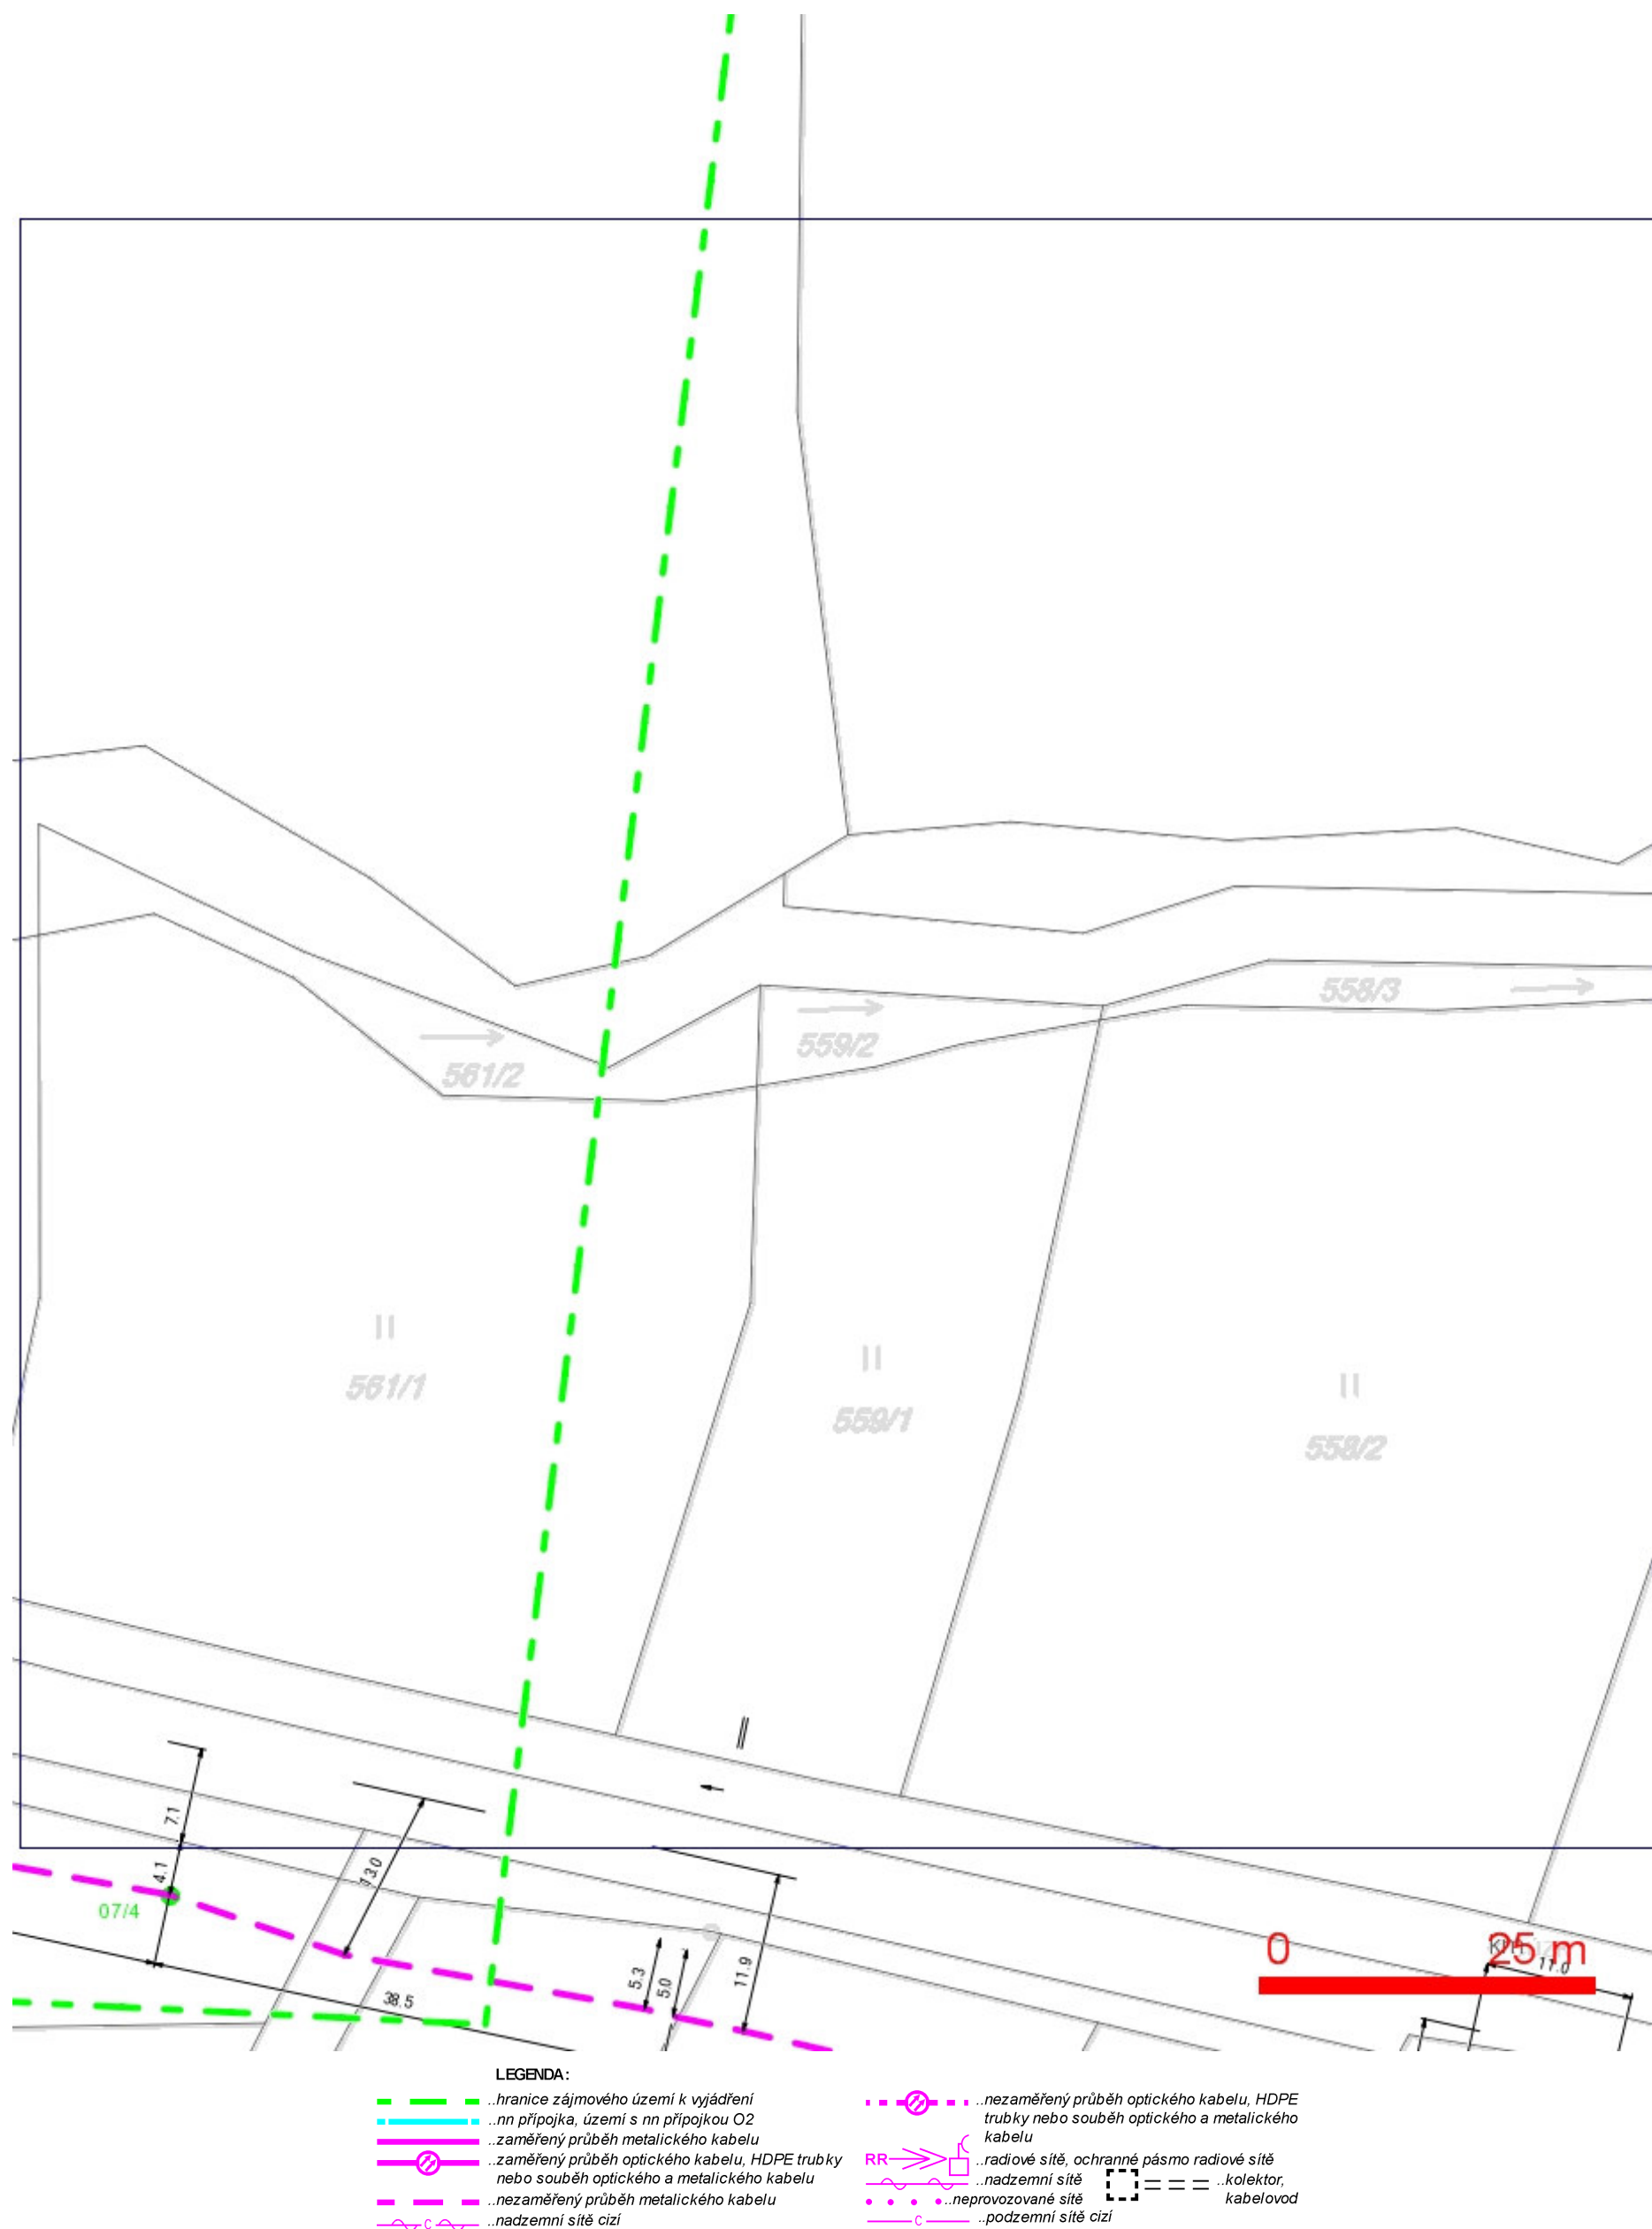 558/3
559/2
561/2
561/1
559/1
558/2
7.1
4.1
13.0
07/4
5.3
5.0
11.9
38.5
0
25 m
11.0
LEGENDA:
..hranice zájmového území k vyjádření
..nn přípojka, území s nn přípojkou O2
..zaměřený průběh metalického kabelu
..zaměřený průběh optického kabelu, HDPE trubky
nebo souběh optického a metalického kabelu
..nezaměřený průběh metalického kabelu
C
..nadzemní sítě cizí
..nezaměřený průběh optického kabelu, HDPE
trubky nebo souběh optického a metalického
kabelu
RR
..radiové sítě, ochranné pásmo radiové sítě
..nadzemní sítě
..kolektor,
kabelovod
..neprovozované sítě
C
..podzemní sítě cizí